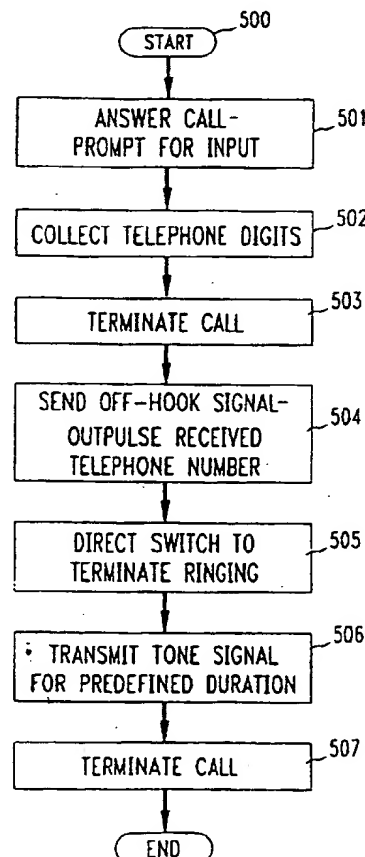 500
START
ANSWER CALL-
PROMPT FOR INPUT
501
COLLECT TELEPHONE DIGITS
502
503
TERMINATE CALL
SEND OFF-HOOK SIGNAL-
OUTPULSE RECEIVED
TELEPHONE NUMBER
504
DIRECT SWITCH TO
TERMINATE RINGING
505
506
TRANSMIT TONE SIGNAL
FOR PREDEFINED DURATION
507
TERMINATE CALL
END